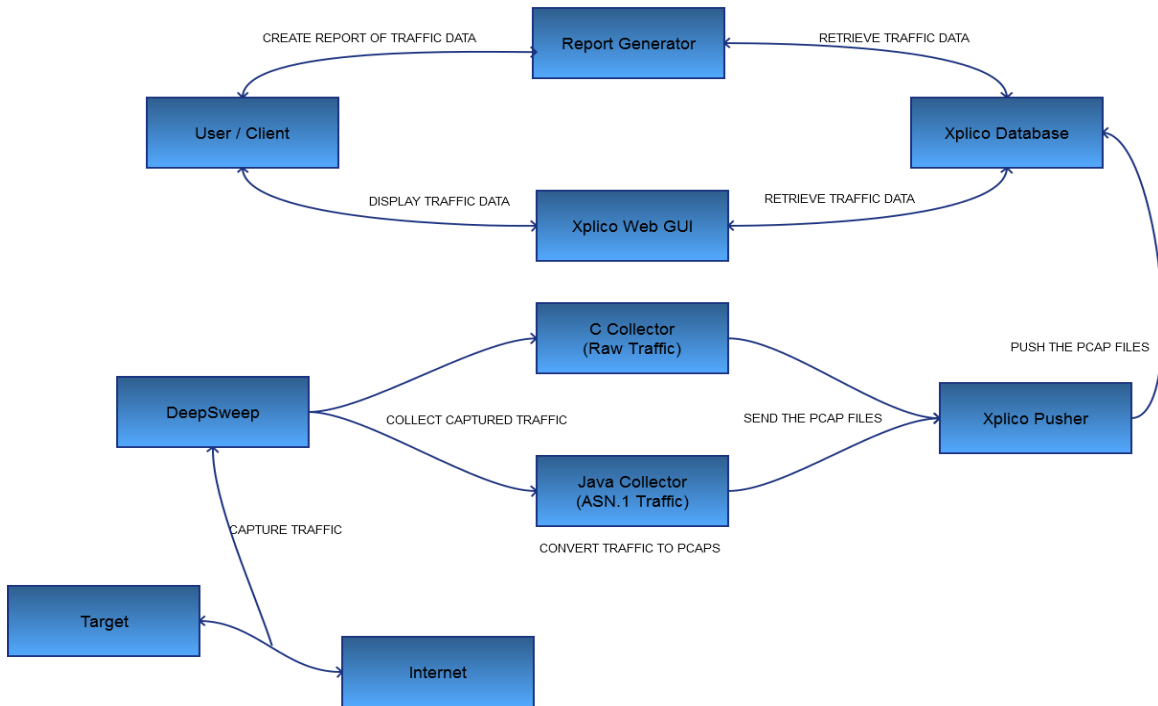 CREATE REPORT OF TRAFFIC DATA
Report Generator
RETRIEVE TRAFFIC DATA
User / Client
Xplico Database
DISPLAY TRAFFIC DATA
Xplico Web GUI
RETRIEVE TRAFFIC DATA
C Collector
(Raw Traffic)
PUSH THE PCAP FILES
DeepSweep
COLLECT CAPTURED TRAFFIC
SEND THE PCAP FILES
Xplico Pusher
Java Collector
(ASN.1 Traffic)
CAPTURE TRAFFIC
CONVERT TRAFFIC TO PCAPS
Target
Internet